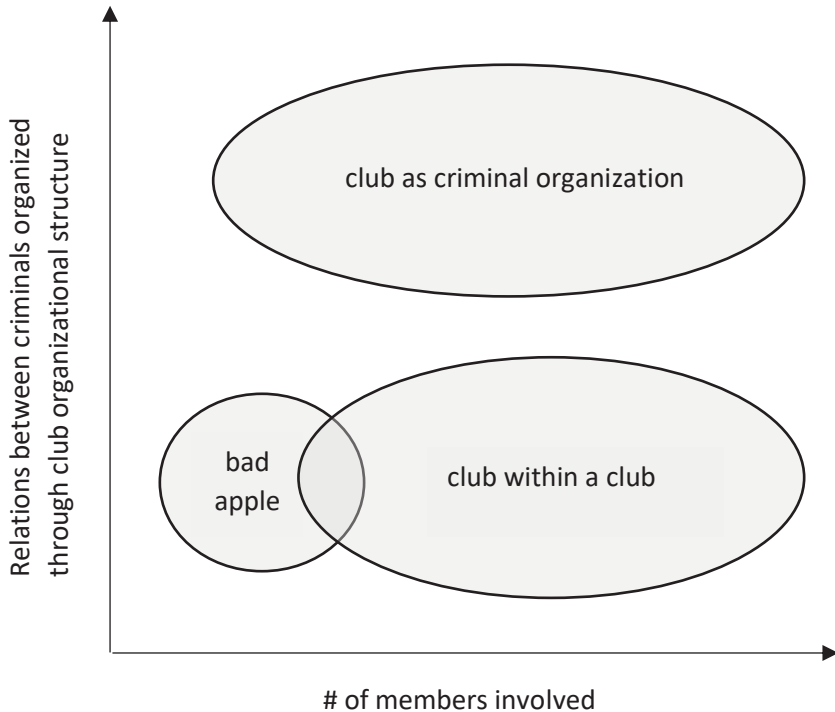 Relations between criminals organized
through club organizational structure
club as criminal organization
bad
apple
club within a club
# of members involved